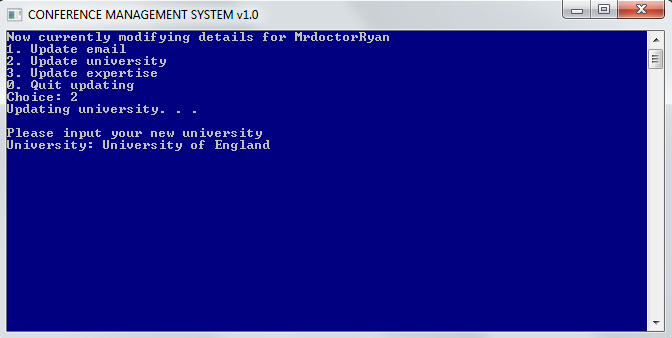 CONFERENCE MANAGEMENT SYSTEM v1.0
Now currently modifying details for MrdoctorRyan
1. Update email
2. Update university
3. Update expertise
0. Quit updating
Choice: 2
Updating university. . .
Please input your new university
University: University of England